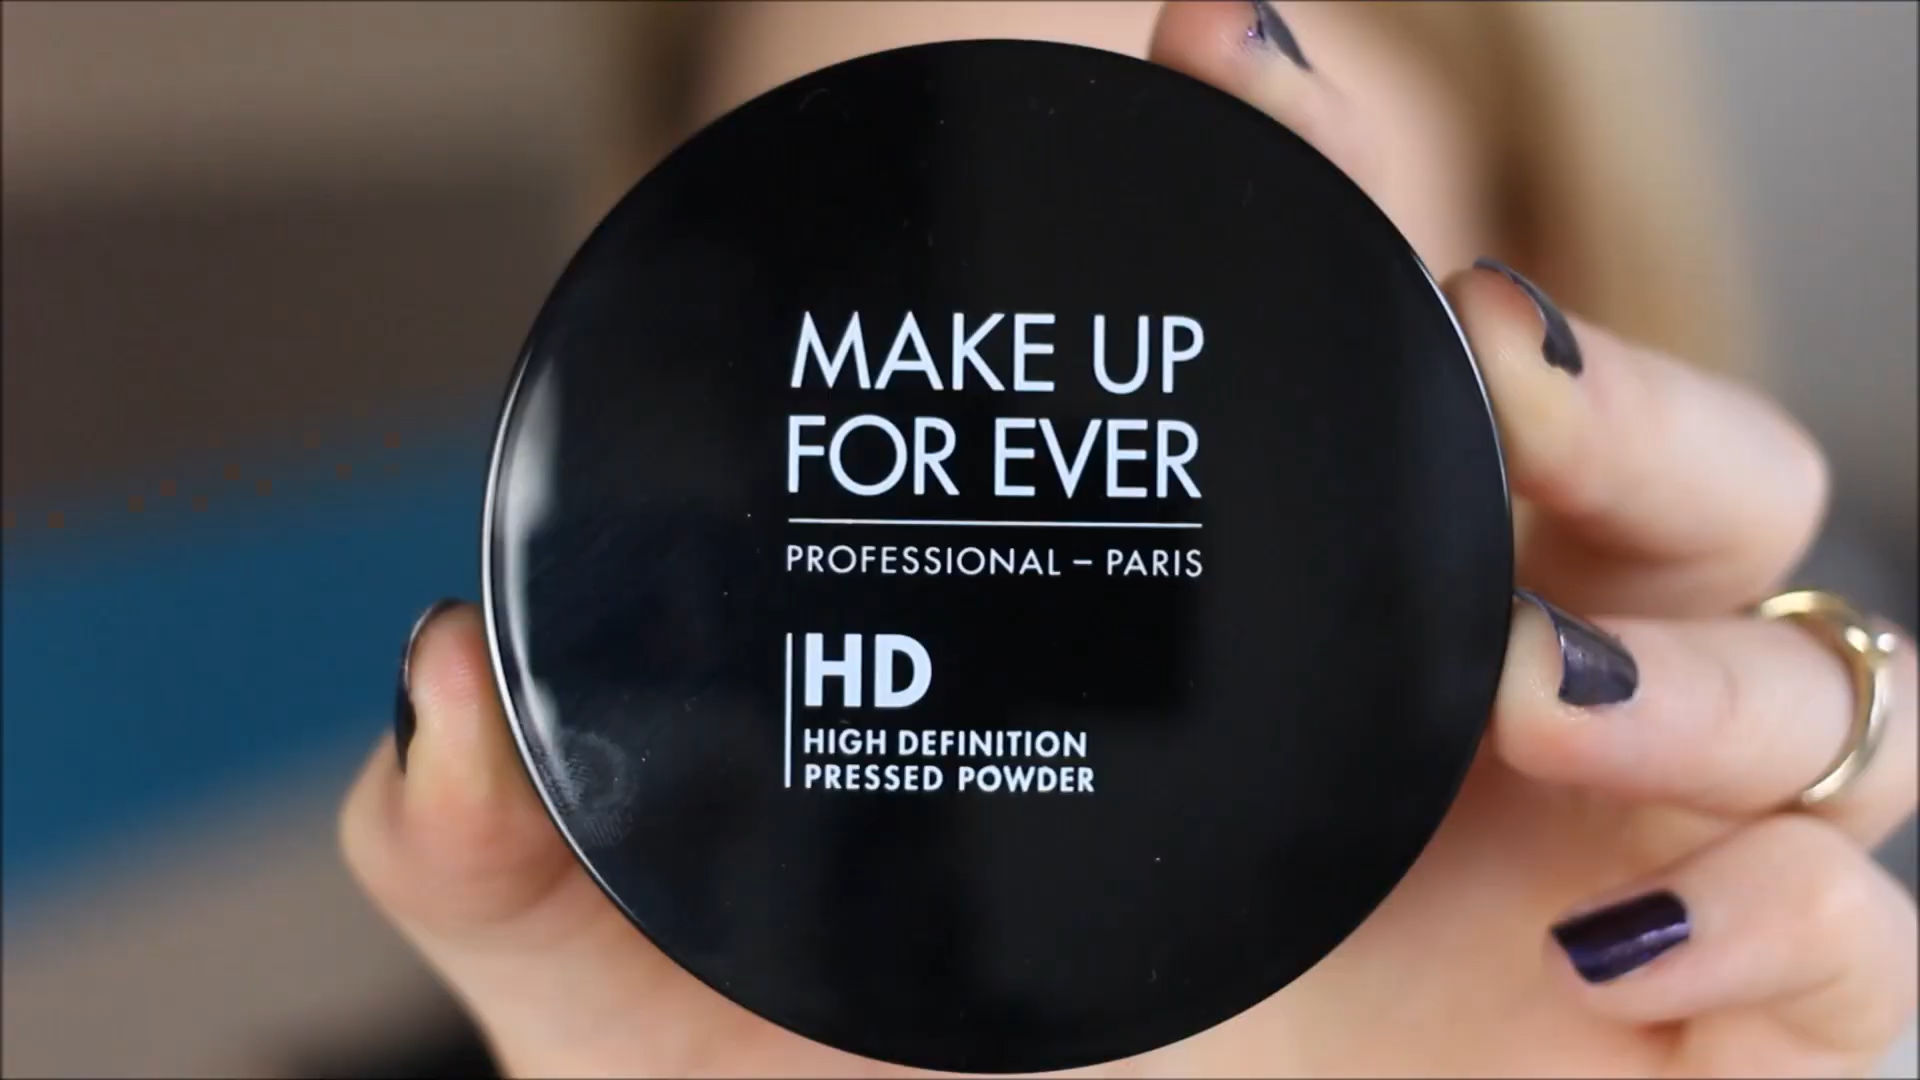 MAKE UP
FOR EVER
PROFESSIONAL – PARIS
HD
HIGH DEFINITION
PRESSED POWDER